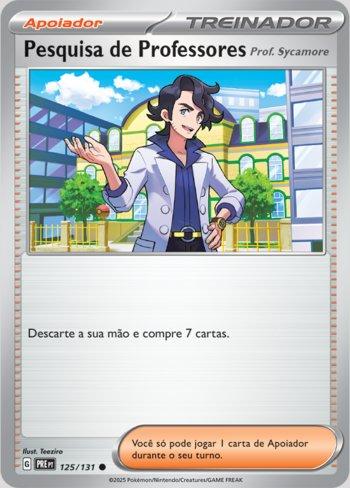 Apoiador
TREINADOR
Pesquisa de Professores Prof. Sycamore
Descarte a sua mão e compre 7 cartas.
Ilust. Teeziro
G PRE PT 125/131
Você só pode jogar 1 carta de Apoiador
durante o seu turno.
©2025 Pokémon/Nintendo/Creatures/GAME FREAK